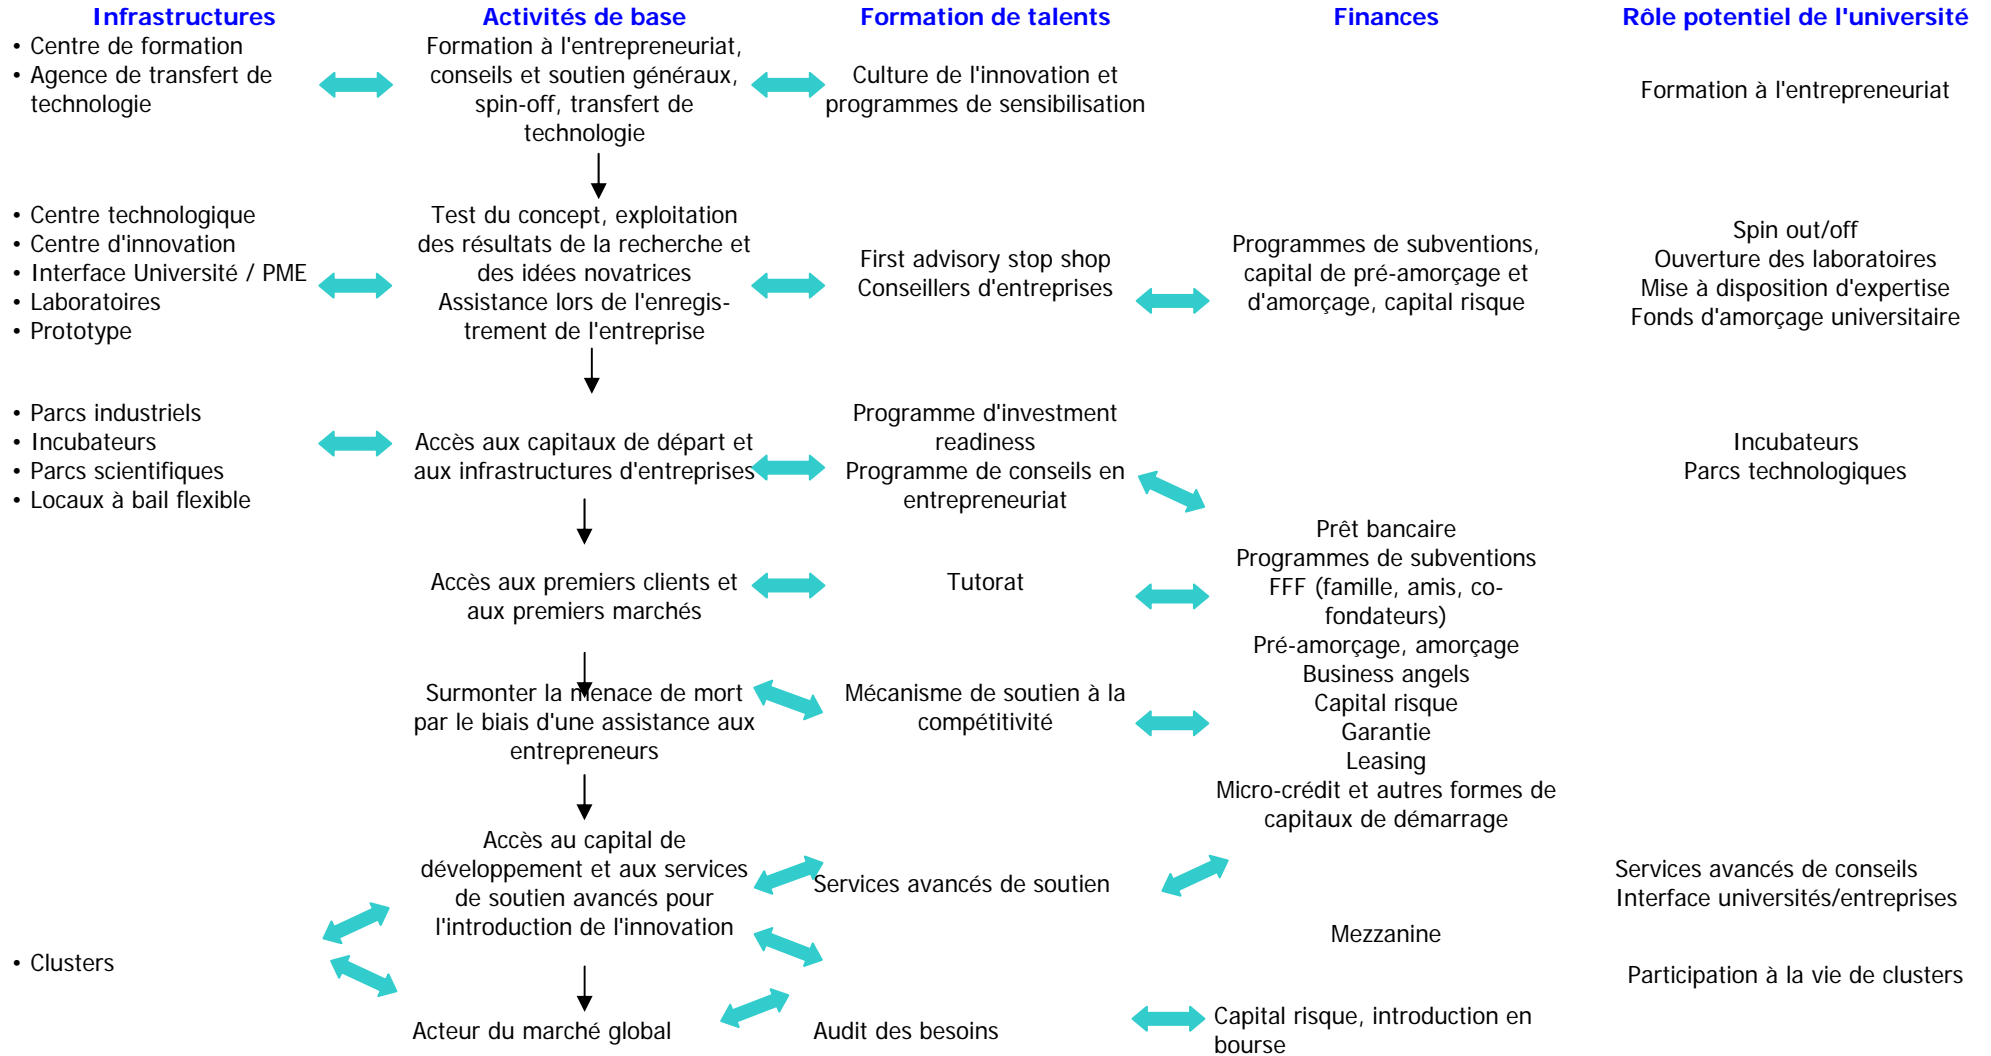 Infrastructures
Activités de base
Formation de talents
Finances
Rôle potentiel de l'université
• Centre de formation
• Agence de transfert de
technologie
Formation à l'entrepreneuriat,
conseils et soutien généraux,
spin-off, transfert de
technologie
Culture de l'innovation et
programmes de sensibilisation
Formation à l'entrepreneuriat
• Centre technologique
• Centre d'innovation
• Interface Université / PME
• Laboratoires
• Prototype
Test du concept, exploitation
des résultats de la recherche et
des idées novatrices
Assistance lors de l'enregis-
trement de l'entreprise
First advisory stop shop
Conseillers d'entreprises
Programmes de subventions,
capital de pré-amorçage et
d'amorçage, capital risque
Spin out/off
Ouverture des laboratoires
Mise à disposition d'expertise
Fonds d'amorçage universitaire
• Parcs industriels
• Incubateurs
• Parcs scientifiques
• Locaux à bail flexible
Accès aux capitaux de départ et
aux infrastructures d'entreprises
Programme d'investment
readiness
Programme de conseils en
entrepreneuriat
Incubateurs
Parcs technologiques
Accès aux premiers clients et
aux premiers marchés
Tutorat
Prêt bancaire
Programmes de subventions
FFF (famille, amis, co-
fondateurs)
Pré-amorçage, amorçage
Business angels
Capital risque
Garantie
Leasing
Micro-crédit et autres formes de
capitaux de démarrage
Surmonter la menace de mort
par le biais d'une assistance aux
entrepreneurs
Mécanisme de soutien à la
compétitivité
Accès au capital de
développement et aux services
de soutien avancés pour
l'introduction de l'innovation
Services avancés de soutien
Mezzanine
Services avancés de conseils
Interface universités/entreprises
• Clusters
Participation à la vie de clusters
Acteur du marché global
Audit des besoins
Capital risque, introduction en
bourse